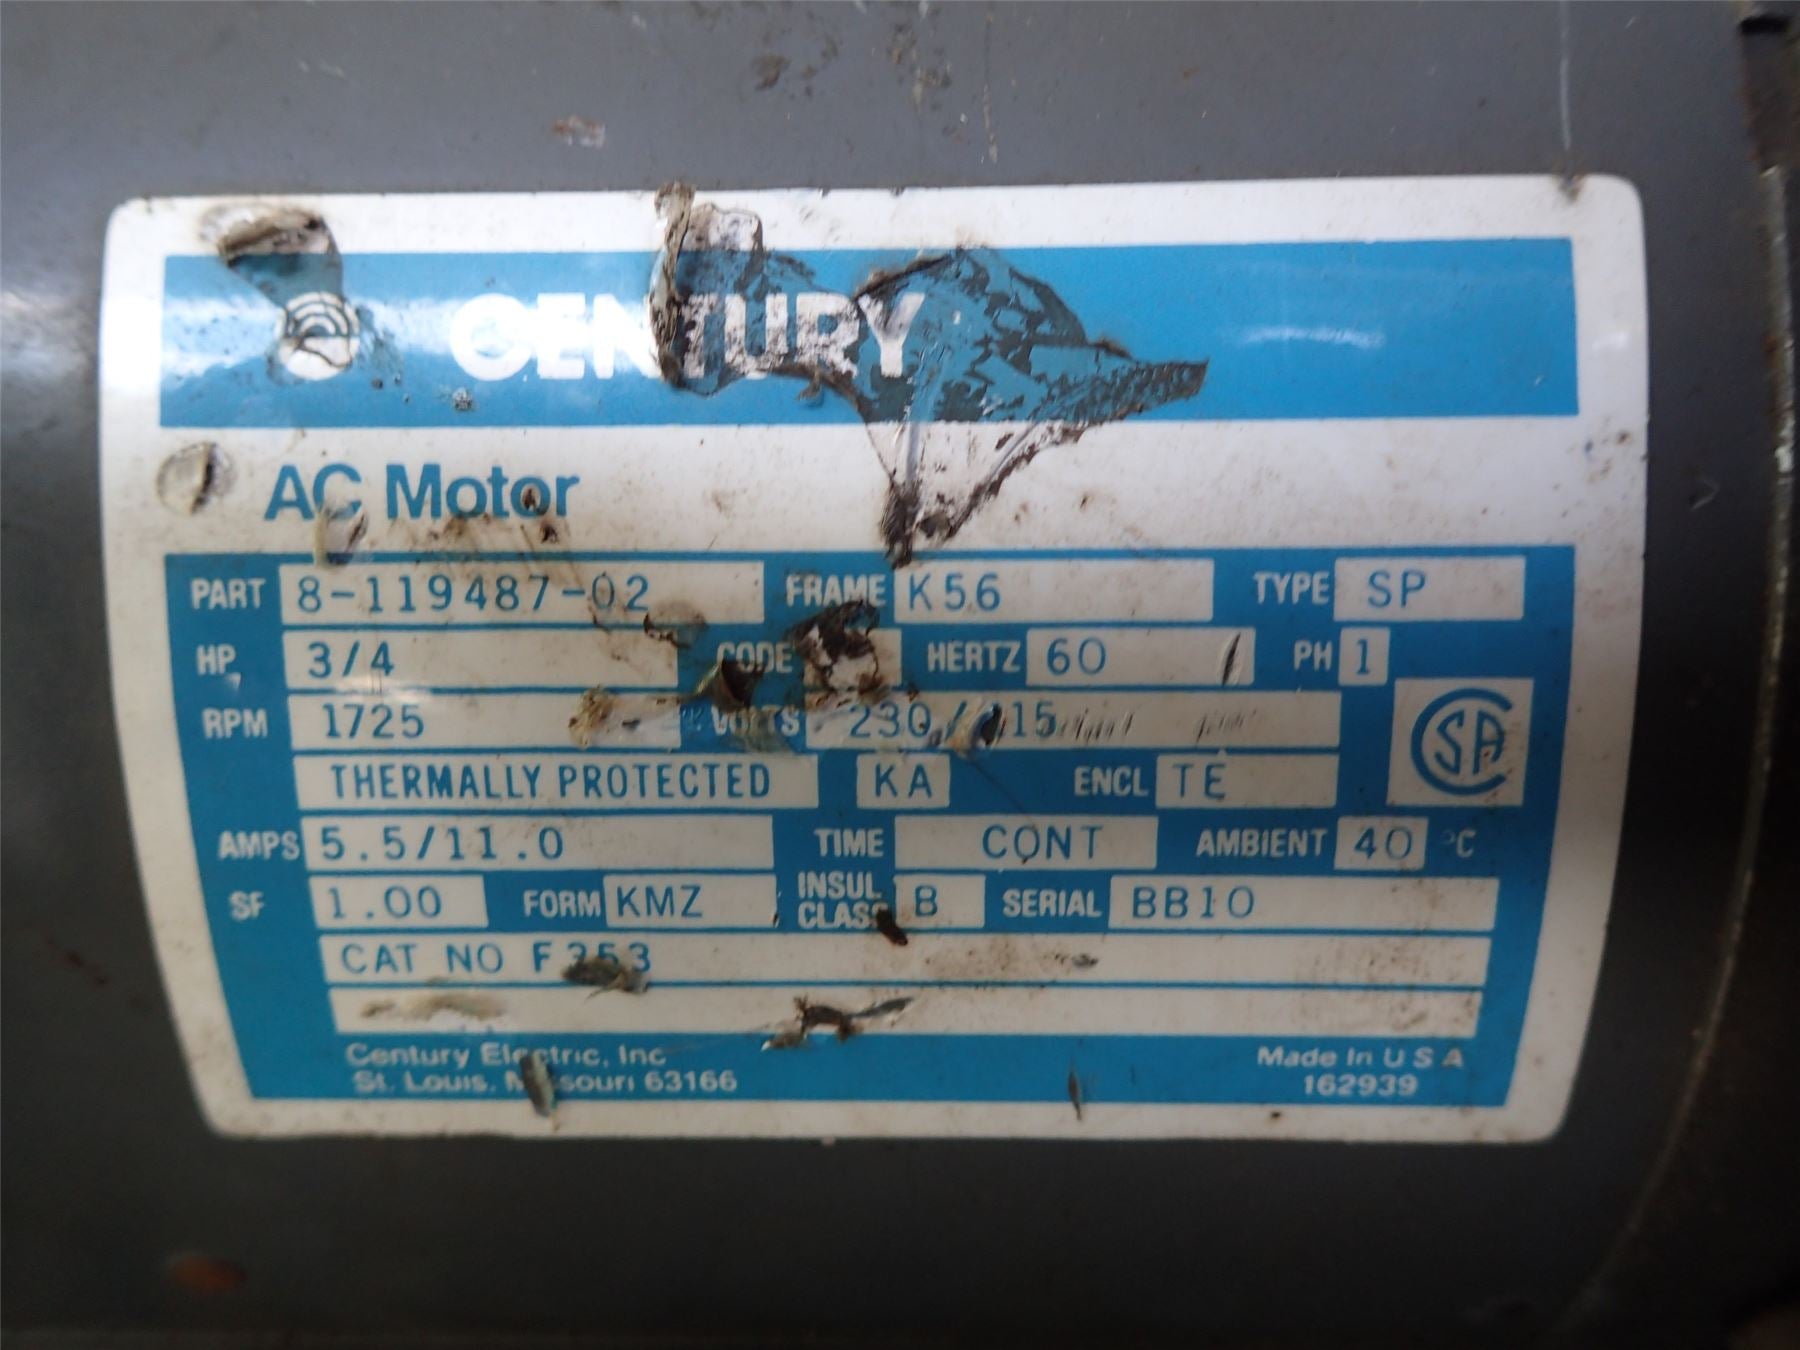 CENTURY
AC Motor
PART 8-119487-02 FRAME K56 TYPE SP
HP 3/4 CODE HERTZ 60 PH 1
RPM 1725 VOLTS 230/115
THERMALLY PROTECTED KA ENCL TE
AMPS 5.5/11.0 TIME CONT AMBIENT 40 °C
SF 1.00 FORM KMZ INSUL CLASS B SERIAL BB10
CAT NO F353
Century Electric, Inc Made In U S A
St. Louis, Missouri 63166 162939